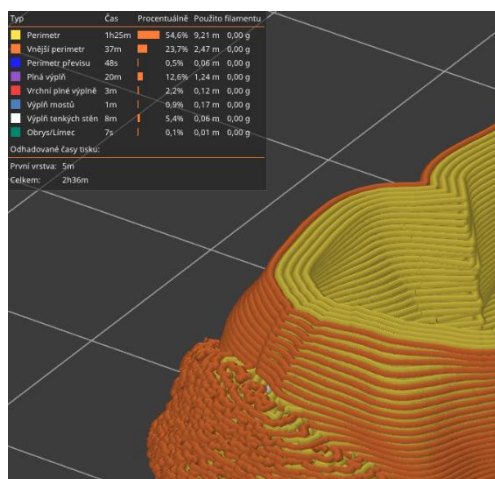 Typ Čas Procentuálně Použito filamentu
Perimetr 1h25m 54,6% 9,21 m 0,00 g
Vnější perimetr 37m 23,7% 2,47 m 0,00 g
Perimetr převisu 48s 0,5% 0,06 m 0,00 g
Plná výplň 20m 12,6% 1,24 m 0,00 g
Vrchní plné výplně 3m 2,2% 0,12 m 0,00 g
Výplň mostů 1m 0,9% 0,17 m 0,00 g
Výplň tenkých stěn 8m 5,4% 0,06 m 0,00 g
Obrys/Límec 7s 0,1% 0,01 m 0,00 g
Odhadované časy tisku:
První vrstva: 5m
Celkem: 2h36m